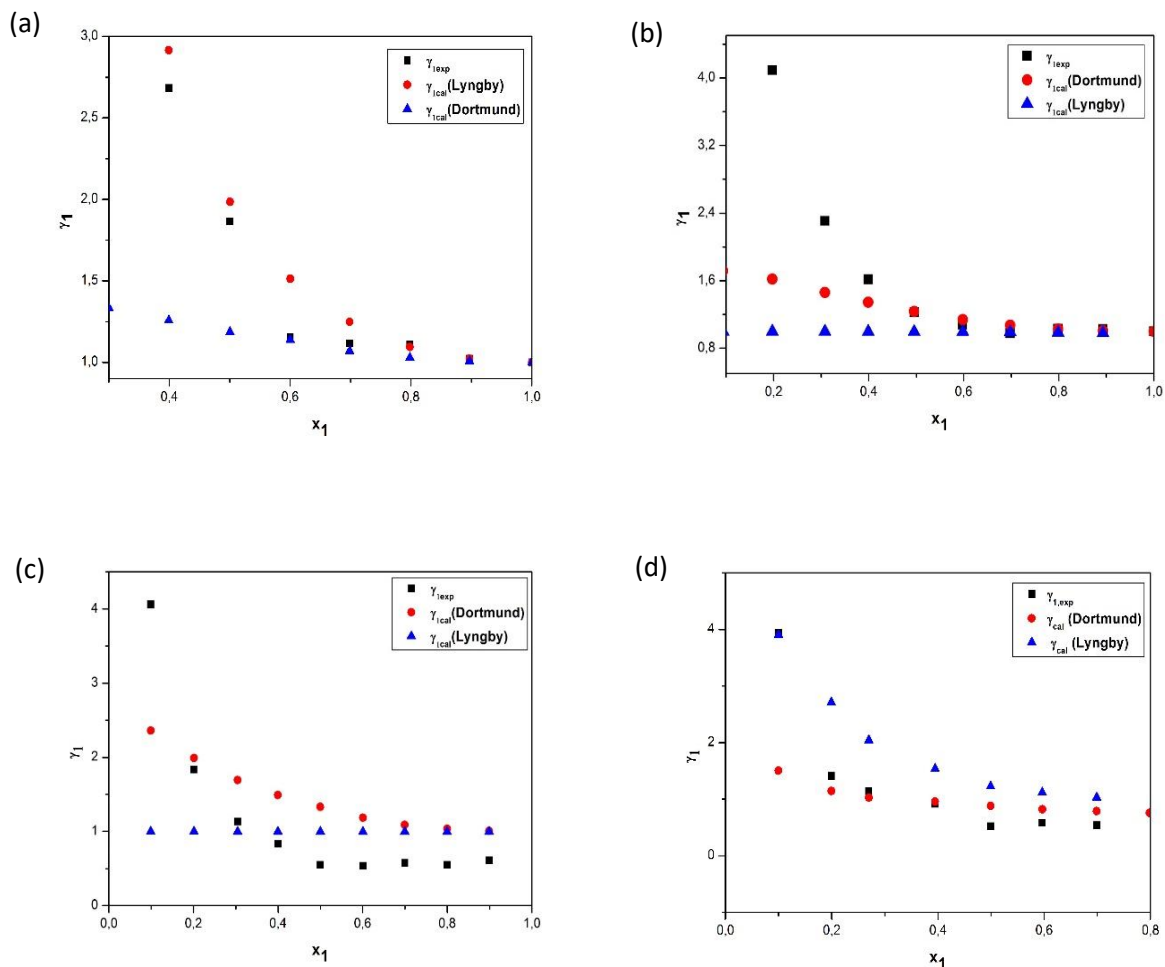 (a)
3,0
2,5
2,0
1,5
1,0
γ₁
0,4
0,6
0,8
1,0
x₁
γ₁exp
γ₁cal(Lyngby)
γ₁cal(Dortmund)
(b)
4,0
3,2
2,4
1,6
0,8
γ₁
0,2
0,4
0,6
0,8
1,0
x₁
γ₁exp
γ₁cal(Dortmund)
γ₁cal(Lyngby)
(c)
4
3
2
1
0
γ₁
0,0
0,2
0,4
0,6
0,8
1,0
x₁
γ₁exp
γ₁cal(Dortmund)
γ₁cal(Lyngby)
(d)
4
2
0
γ₁
0,0
0,2
0,4
0,6
0,8
x₁
γ₁,exp
γcal (Dortmund)
γcal (Lyngby)